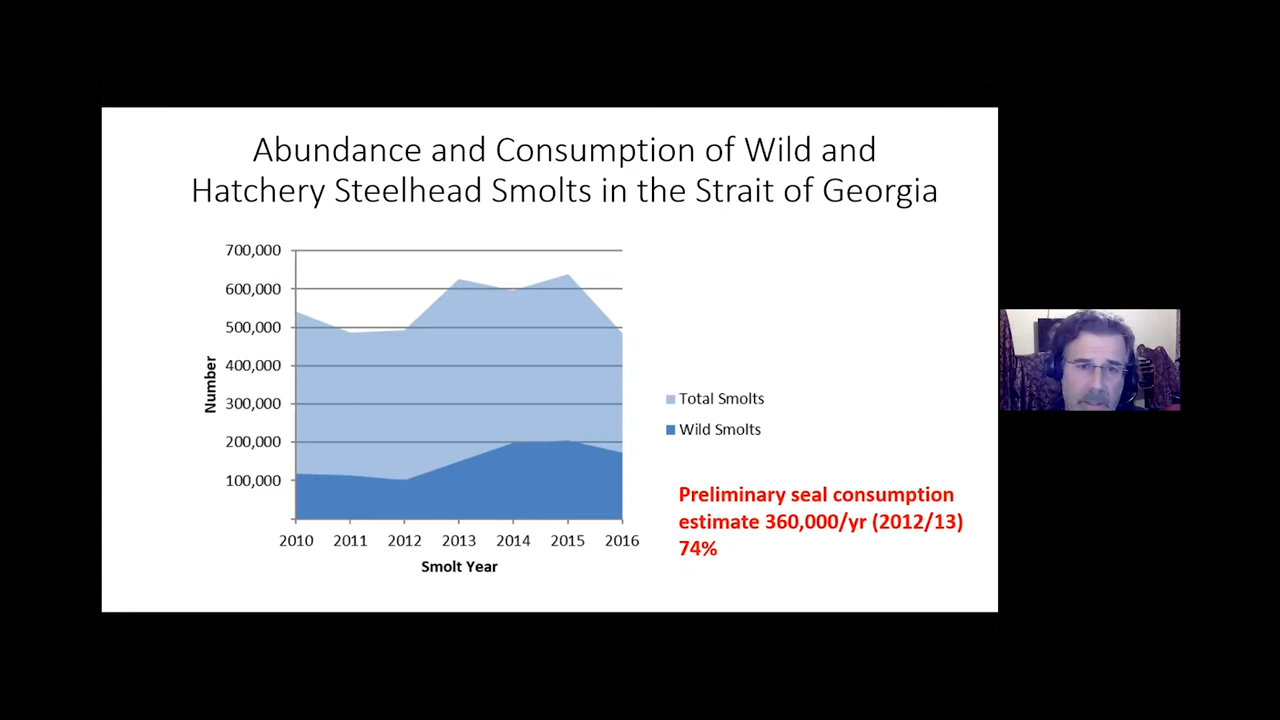 Abundance and Consumption of Wild and
Hatchery Steelhead Smolts in the Strait of Georgia
700,000
600,000
500,000
400,000
300,000
200,000
100,000
Number
2010 2011 2012 2013 2014 2015 2016
Smolt Year
Total Smolts
Wild Smolts
Preliminary seal consumption
estimate 360,000/yr (2012/13)
74%